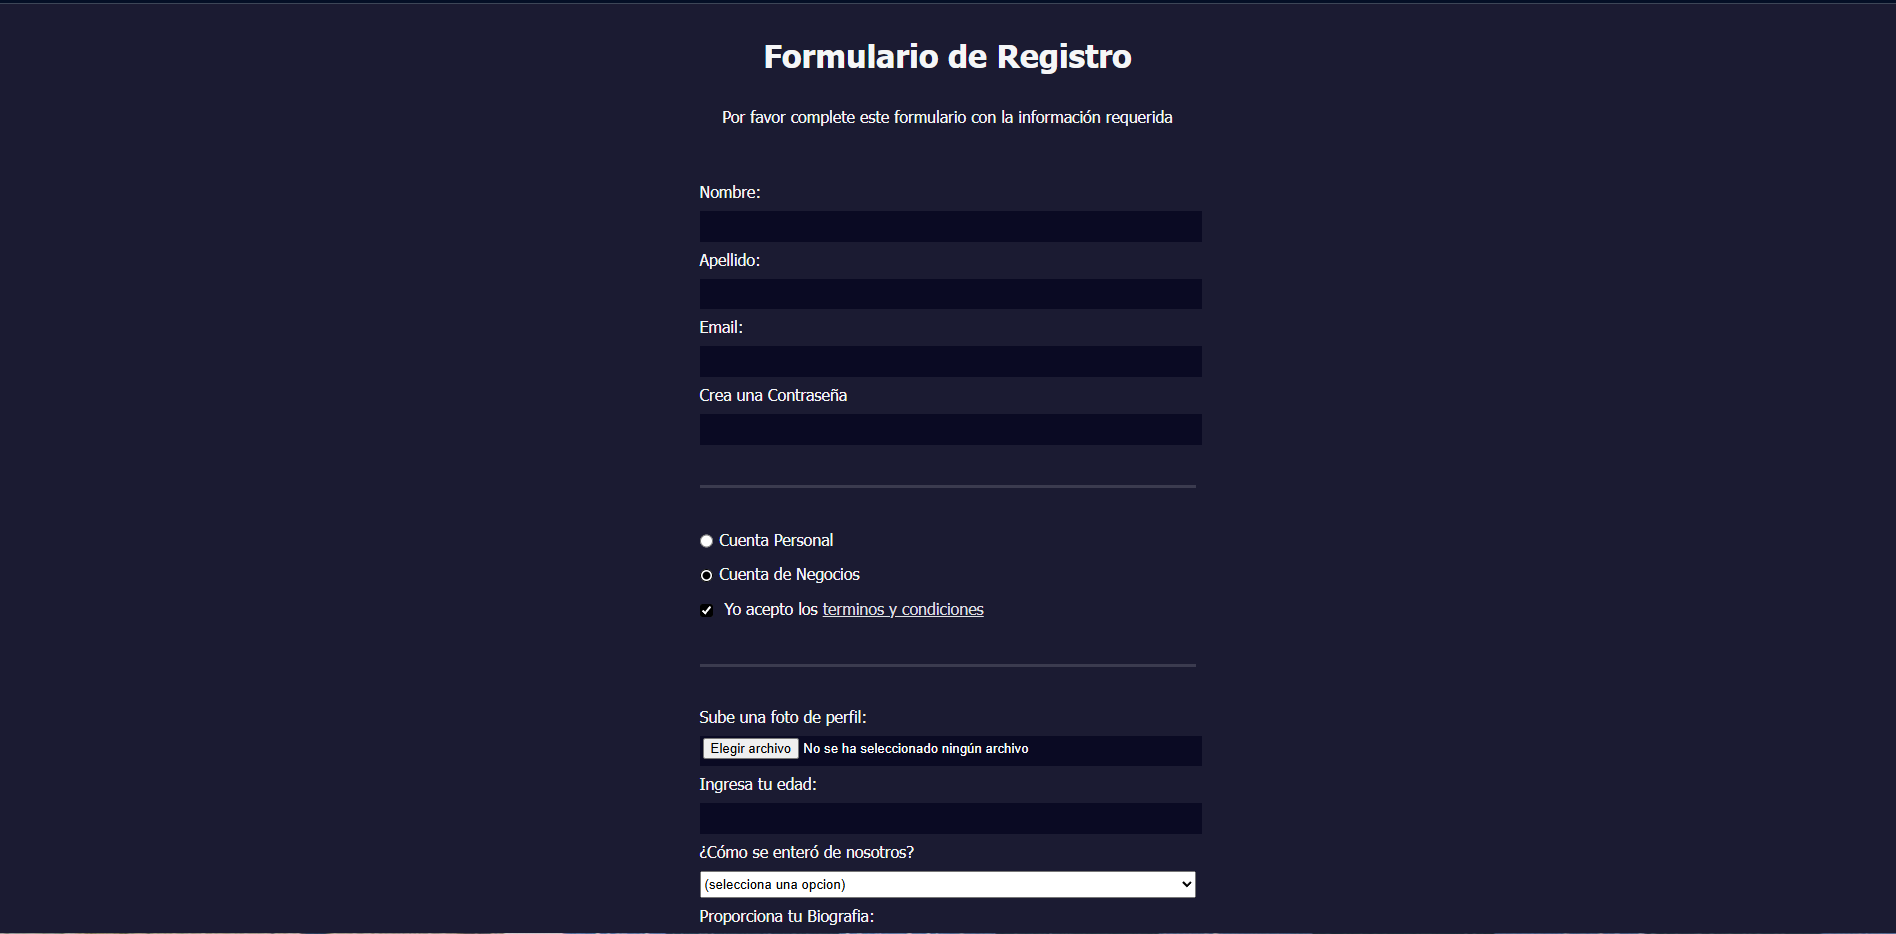 Formulario de Registro
Por favor complete este formulario con la información requerida
Nombre:
Apellido:
Email:
Crea una Contraseña
Cuenta Personal
Cuenta de Negocios
Yo acepto los terminos y condiciones
Sube una foto de perfil:
Elegir archivo No se ha seleccionado ningún archivo
Ingresa tu edad:
¿Cómo se enteró de nosotros?
(selecciona una opcion)
Proporciona tu Biografia: